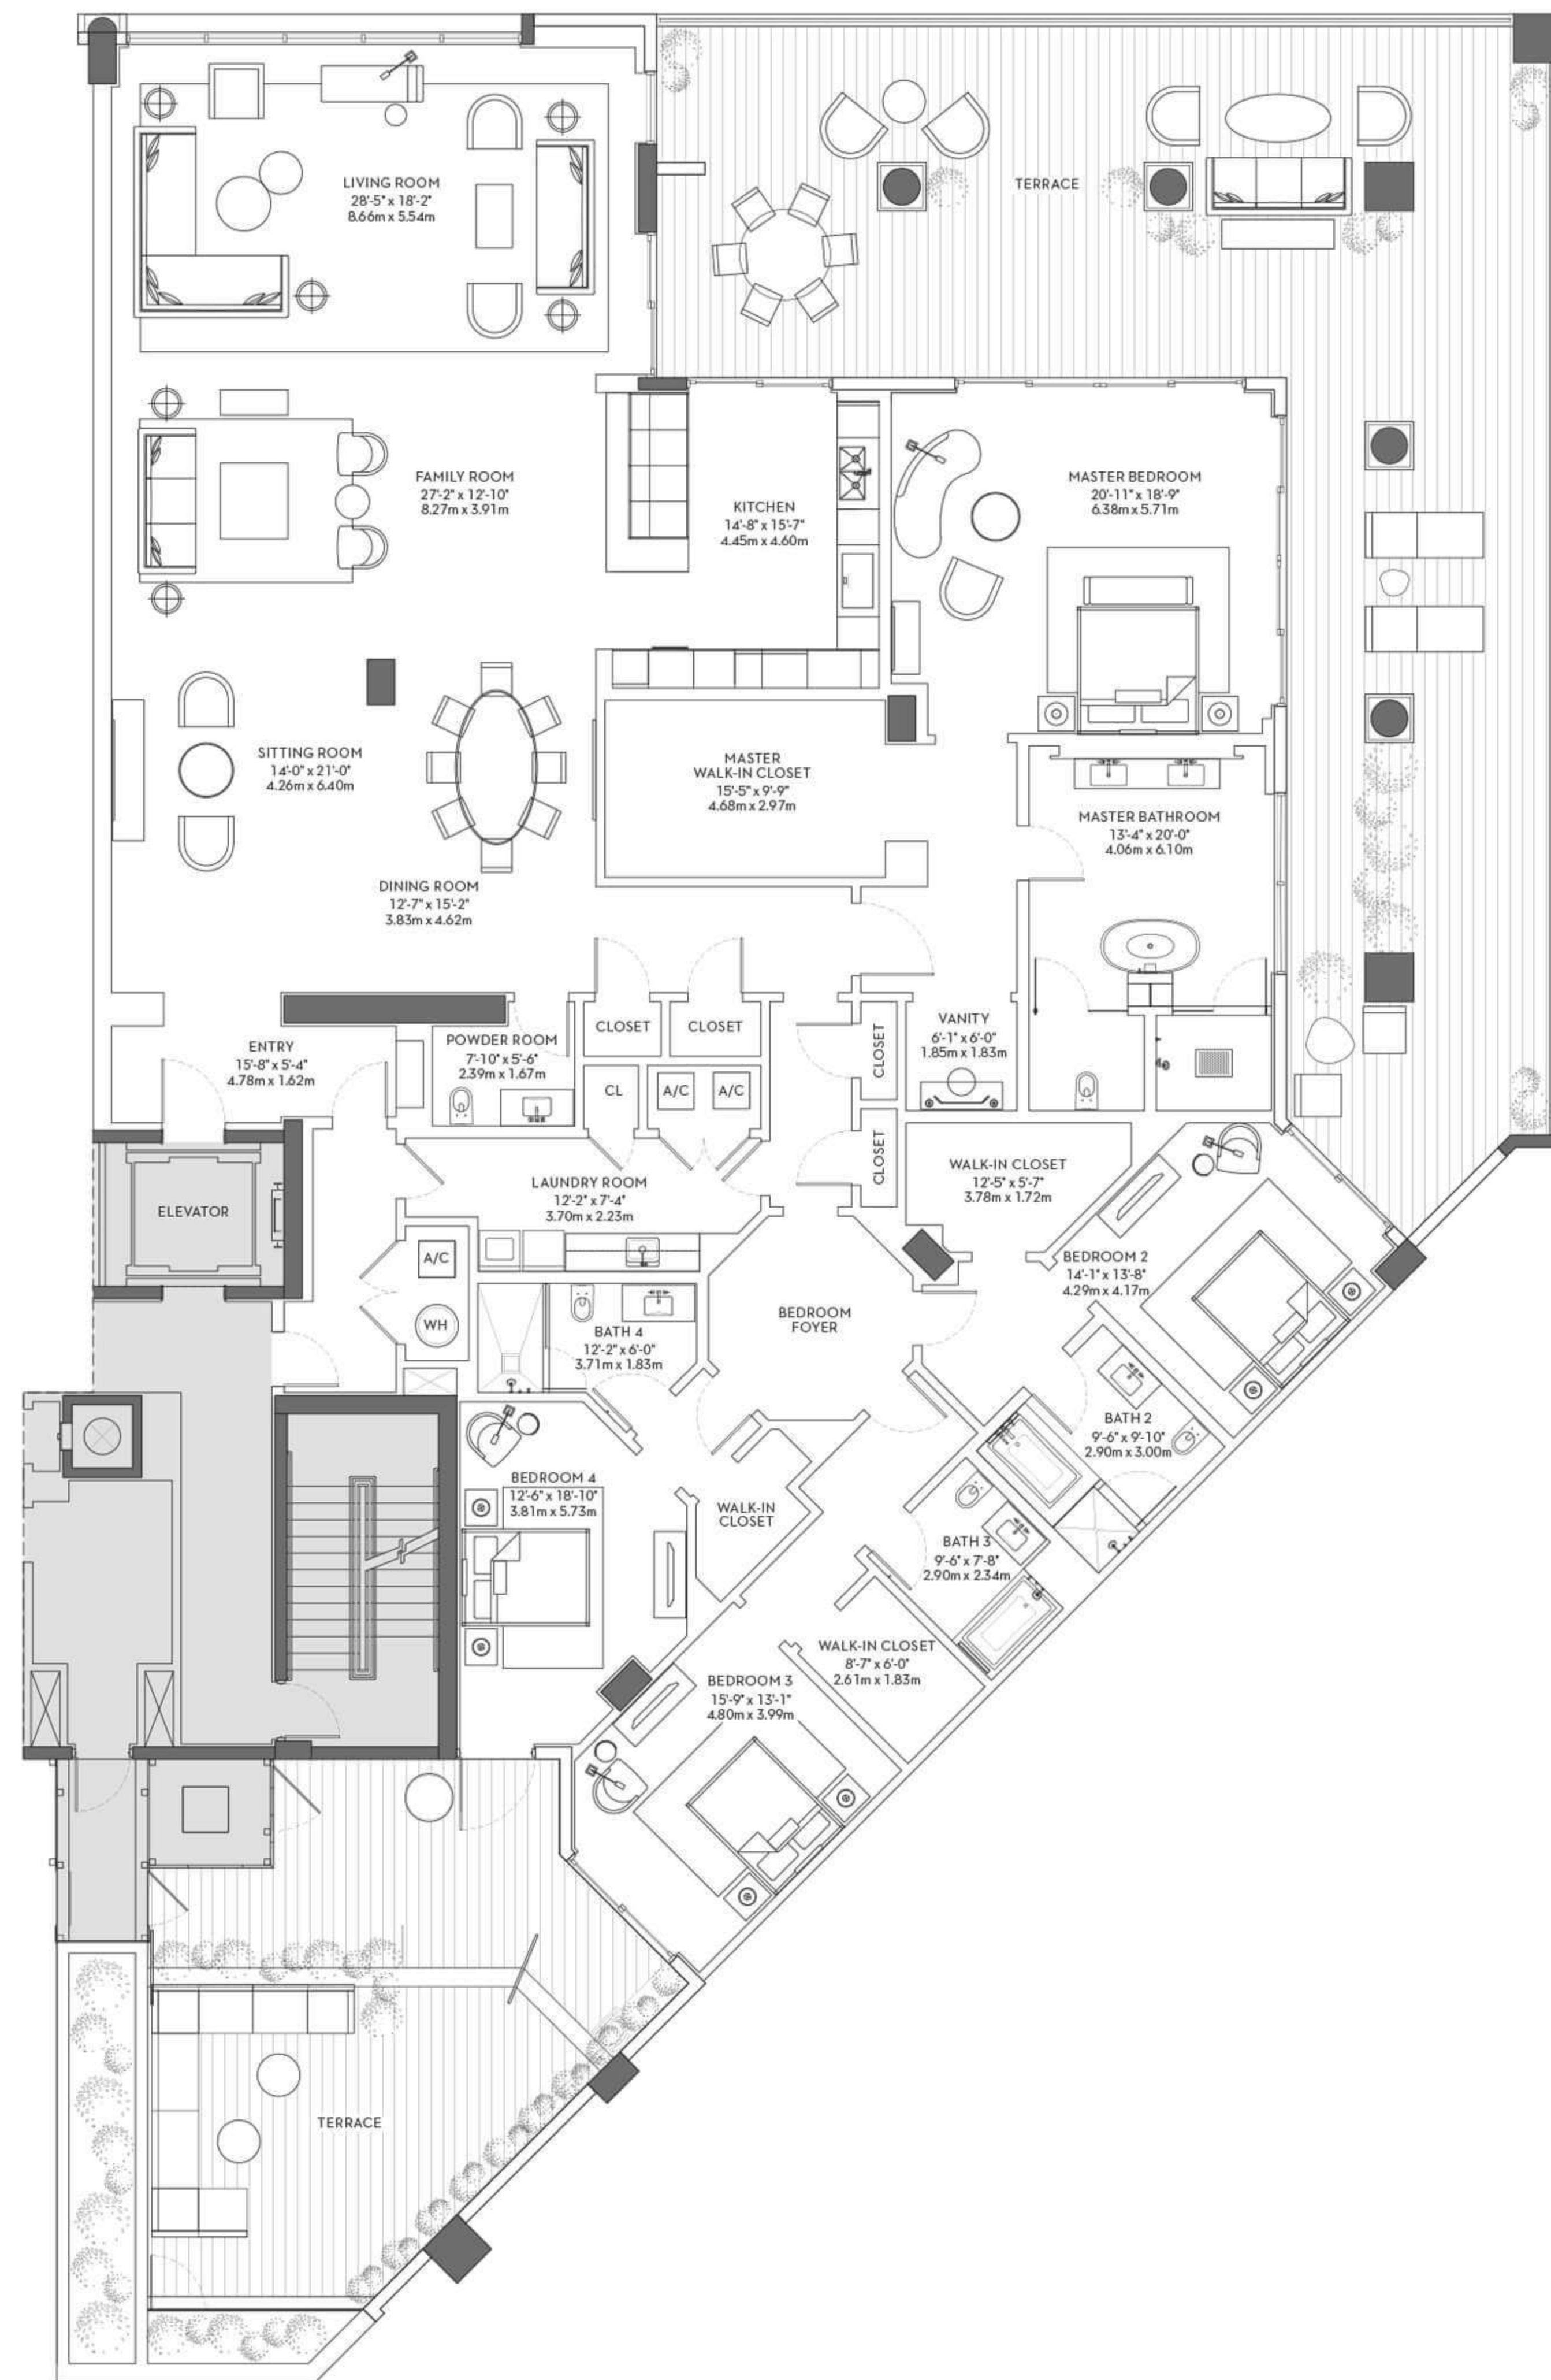 LIVING ROOM
28'-5" x 18'-2"
8.66m x 5.54m
TERRACE
FAMILY ROOM
27'-2" x 12'-10"
8.27m x 3.91m
KITCHEN
14'-8" x 15'-7"
4.45m x 4.60m
MASTER BEDROOM
20'-11" x 18'-9"
6.38m x 5.71m
SITTING ROOM
14'-0" x 21'-0"
4.26m x 6.40m
MASTER
WALK-IN CLOSET
15'-5" x 9'-9"
4.68m x 2.97m
MASTER BATHROOM
13'-4" x 20'-0"
4.06m x 6.10m
DINING ROOM
12'-7" x 15'-2"
3.83m x 4.62m
ENTRY
15'-8" x 5'-4"
4.78m x 1.62m
POWDER ROOM
7'-10" x 5'-6"
2.39m x 1.67m
CLOSET
CLOSET
CLOSET
VANITY
6'-1" x 6'-0"
1.85m x 1.83m
CL
A/C
A/C
CLOSET
WALK-IN CLOSET
12'-5" x 5'-7"
3.78m x 1.72m
LAUNDRY ROOM
12'-2" x 7'-4"
3.70m x 2.23m
ELEVATOR
A/C
BEDROOM 2
14'-1" x 13'-8"
4.29m x 4.17m
WH
BATH 4
12'-2" x 6'-0"
3.71m x 1.83m
BEDROOM
FOYER
BATH 2
9'-6" x 9'-10"
2.90m x 3.00m
BEDROOM 4
12'-6" x 18'-10"
3.81m x 5.73m
WALK-IN
CLOSET
BATH 3
9'-6" x 7'-8"
2.90m x 2.34m
WALK-IN CLOSET
8'-7" x 6'-0"
2.61m x 1.83m
BEDROOM 3
15'-9" x 13'-1"
4.80m x 3.99m
TERRACE